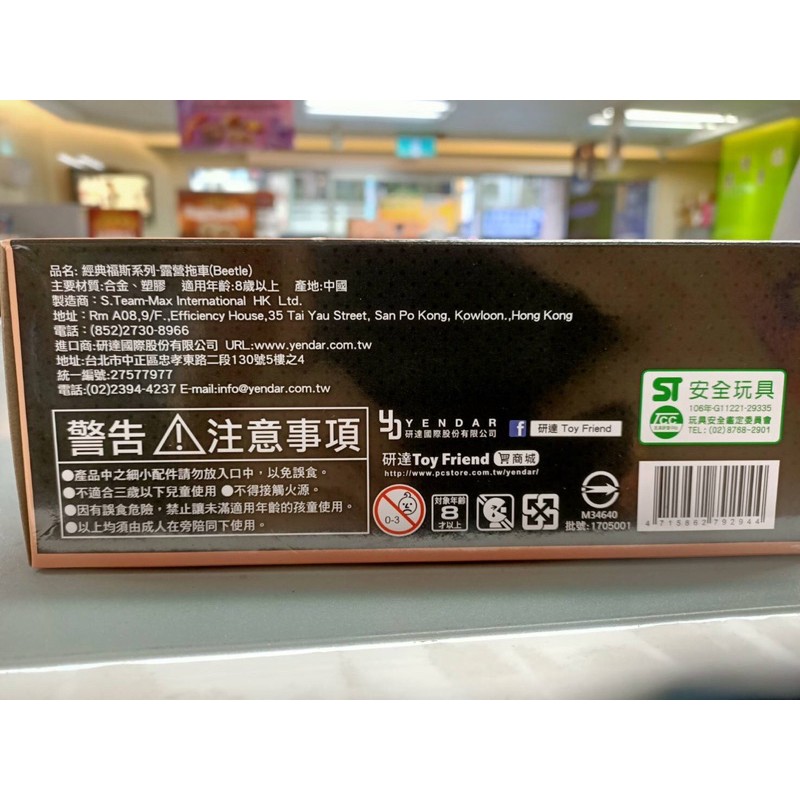 品名: 經典福斯系列-露營拖車(Beetle)
主要材質:合金、塑膠 適用年齡:8歲以上 產地:中國
製造商:S.Team-Max International HK Ltd.
地址:Rm A08,9/F.,Efficiency House,35 Tai Yau Street, San Po Kong, Kowloon.,Hong Kong
電話:(852)2730-8966
進口商:研達國際股份有限公司 URL:www.yendar.com.tw
地址:台北市中正區忠孝東路二段130號5樓之4
統一編號:27577977
電話:(02)2394-4237 E-mail:info@yendar.com.tw
警告⚠注意事項
●產品中之細小配件請勿放入口中，以免誤食。
●不適合三歲以下兒童使用 ●不得接觸火源。
●因有誤食危險，禁止讓未滿適用年齡的孩童使用。
●以上均須由成人在旁陪同下使用。
YENDAR
研達國際股份有限公司
f 研達 Toy Friend
研達Toy Friend 買商城
http://www.pcstore.com.tw/yendar/
0-3
對象年齡
8
才以上
M34640
批號:1705001
ST 安全玩具
106年-G11221-29335
TCC 玩具安全鑑定委員會
TEL:(02)8768-2901
4 715862 792944